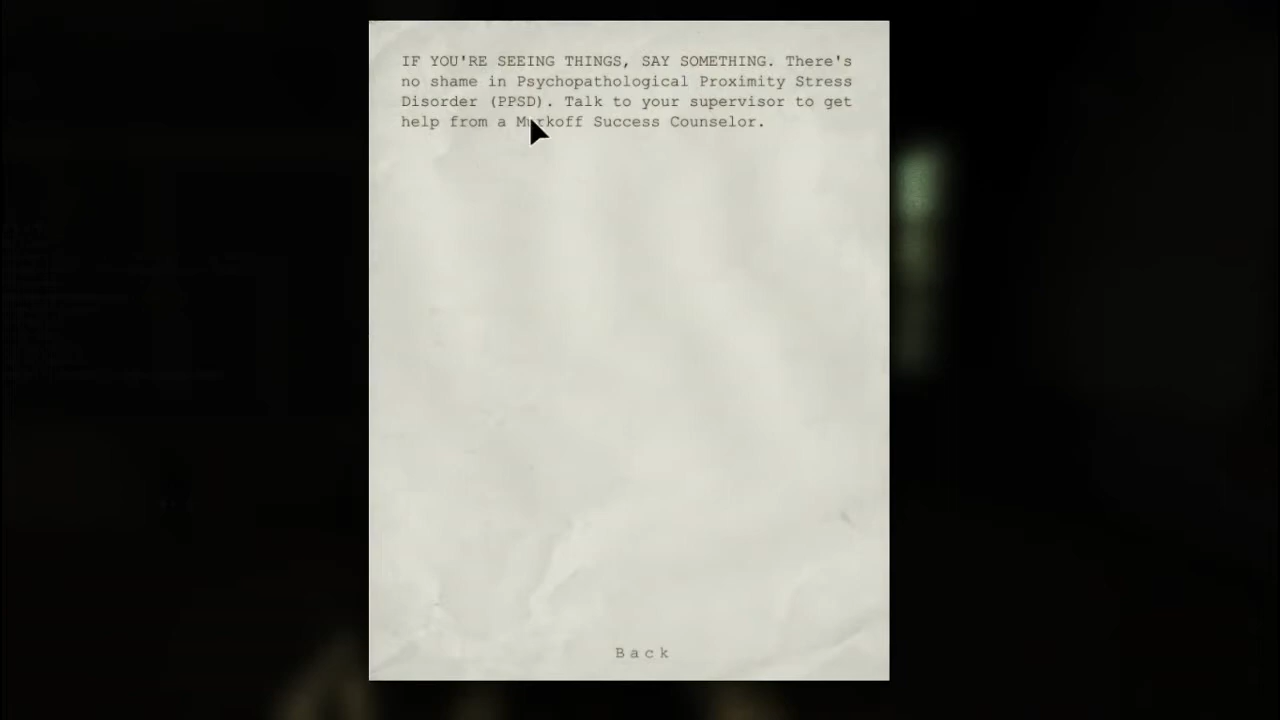 IF YOU'RE SEEING THINGS, SAY SOMETHING. There's
no shame in Psychopathological Proximity Stress
Disorder (PPSD). Talk to your supervisor to get
help from a Murkoff Success Counselor.
Back